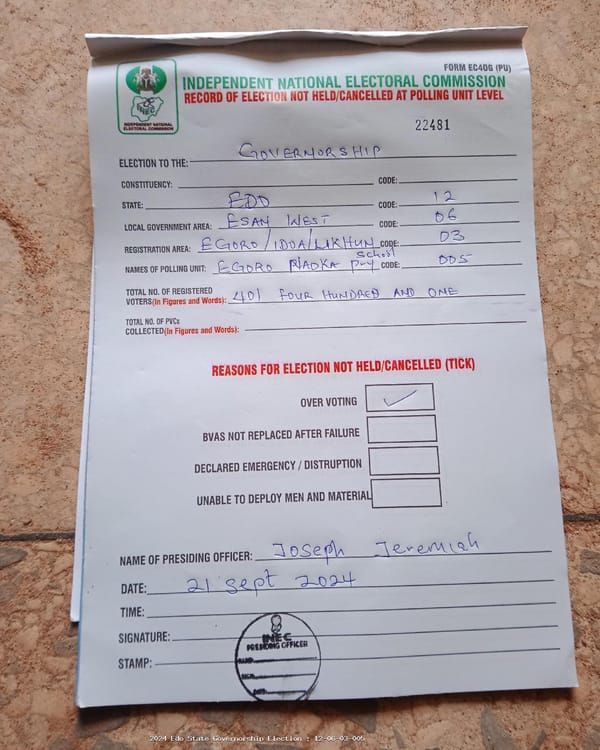 FORM EC40G (PU)
INEC
INDEPENDENT NATIONAL ELECTORAL COMMISSION
INDEPENDENT NATIONAL ELECTORAL COMMISSION
RECORD OF ELECTION NOT HELD/CANCELLED AT POLLING UNIT LEVEL
22481
ELECTION TO THE: GOVERNORSHIP
CONSTITUENCY: CODE:
STATE: EDO CODE: 12
LOCAL GOVERNMENT AREA: ESAN WEST CODE: 06
REGISTRATION AREA: EGORO/IDOA/UKHUN CODE: 03
NAMES OF POLLING UNIT: EGORO NAOKA Pry School CODE: 005
TOTAL NO. OF REGISTERED
VOTERS(In Figures and Words): 401 FOUR HUNDRED AND ONE
TOTAL NO. OF PVCs
COLLECTED(In Figures and Words):
REASONS FOR ELECTION NOT HELD/CANCELLED (TICK)
OVER VOTING ✓
BVAS NOT REPLACED AFTER FAILURE
DECLARED EMERGENCY / DISTRUPTION
UNABLE TO DEPLOY MEN AND MATERIAL
NAME OF PRESIDING OFFICER: Joseph Jeremiah
DATE: 21 Sept 2024
TIME:
SIGNATURE:
STAMP:
INEC
PRESIDING OFFICER
NAME
SIGN
DATE
2024 Edo State Governorship Election : 12-06-03-005